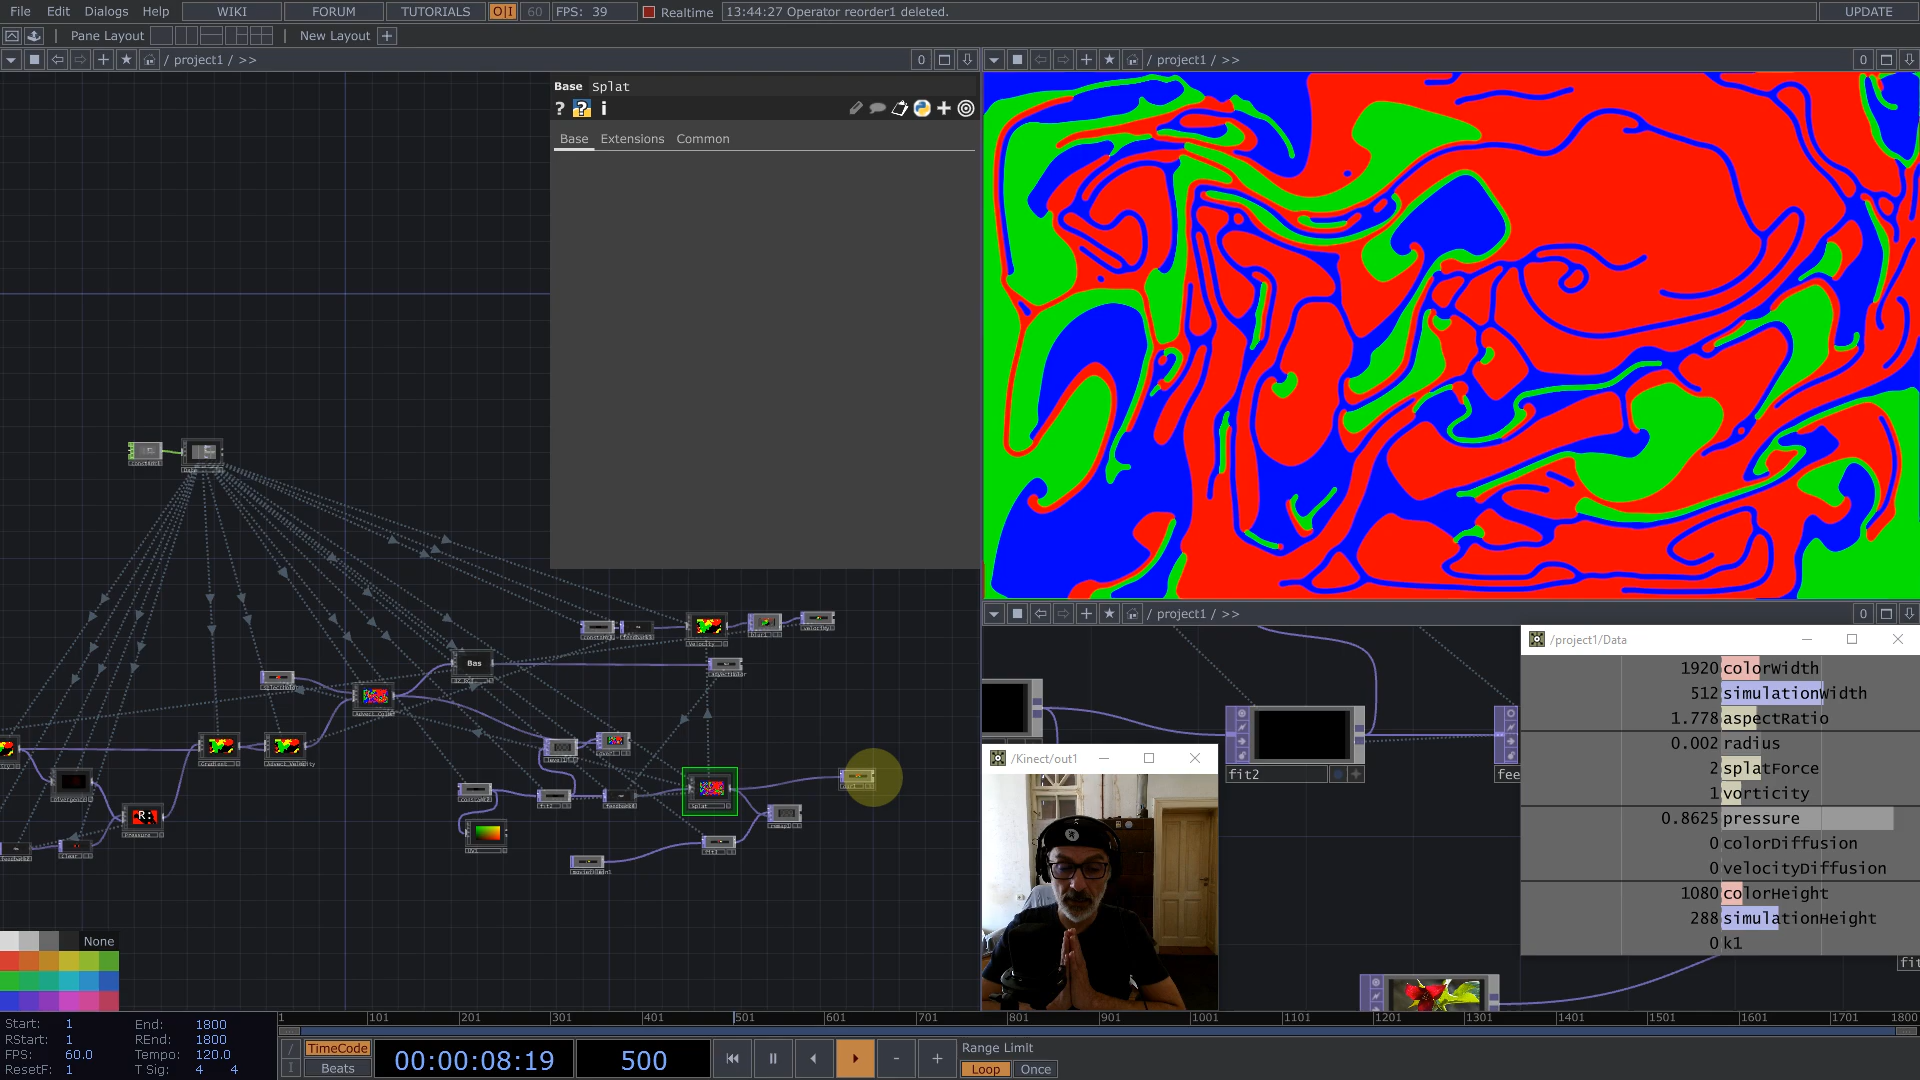 File Edit Dialogs Help WIKI FORUM TUTORIALS O|I 60 FPS: 39 Realtime 13:44:27 Operator reorder1 deleted. UPDATE
Pane Layout New Layout +
/ project1 / >> 0
/ project1 / >> 0
Base Splat
? ? i
Base Extensions Common
Bas
R:
/ project1 / >> 0
/project1/Data
1920 colorWidth
512 simulationWidth
1.778 aspectRatio
0.002 radius
2 splatForce
1 vorticity
0.8625 pressure
0 colorDiffusion
0 velocityDiffusion
1080 colorHeight
288 simulationHeight
0 k1
/Kinect/out1
fit2
fee
fit
None
Start: 1 End: 1800
RStart: 1 REnd: 1800
FPS: 60.0 Tempo: 120.0
ResetF: 1 T Sig: 4 4
1 101 201 301 401 501 601 701 801 901 1001 1101 1201 1301 1401 1501 1601 1701 1800
TimeCode
Beats
00:00:08:19
500
- +
Range Limit
Loop Once